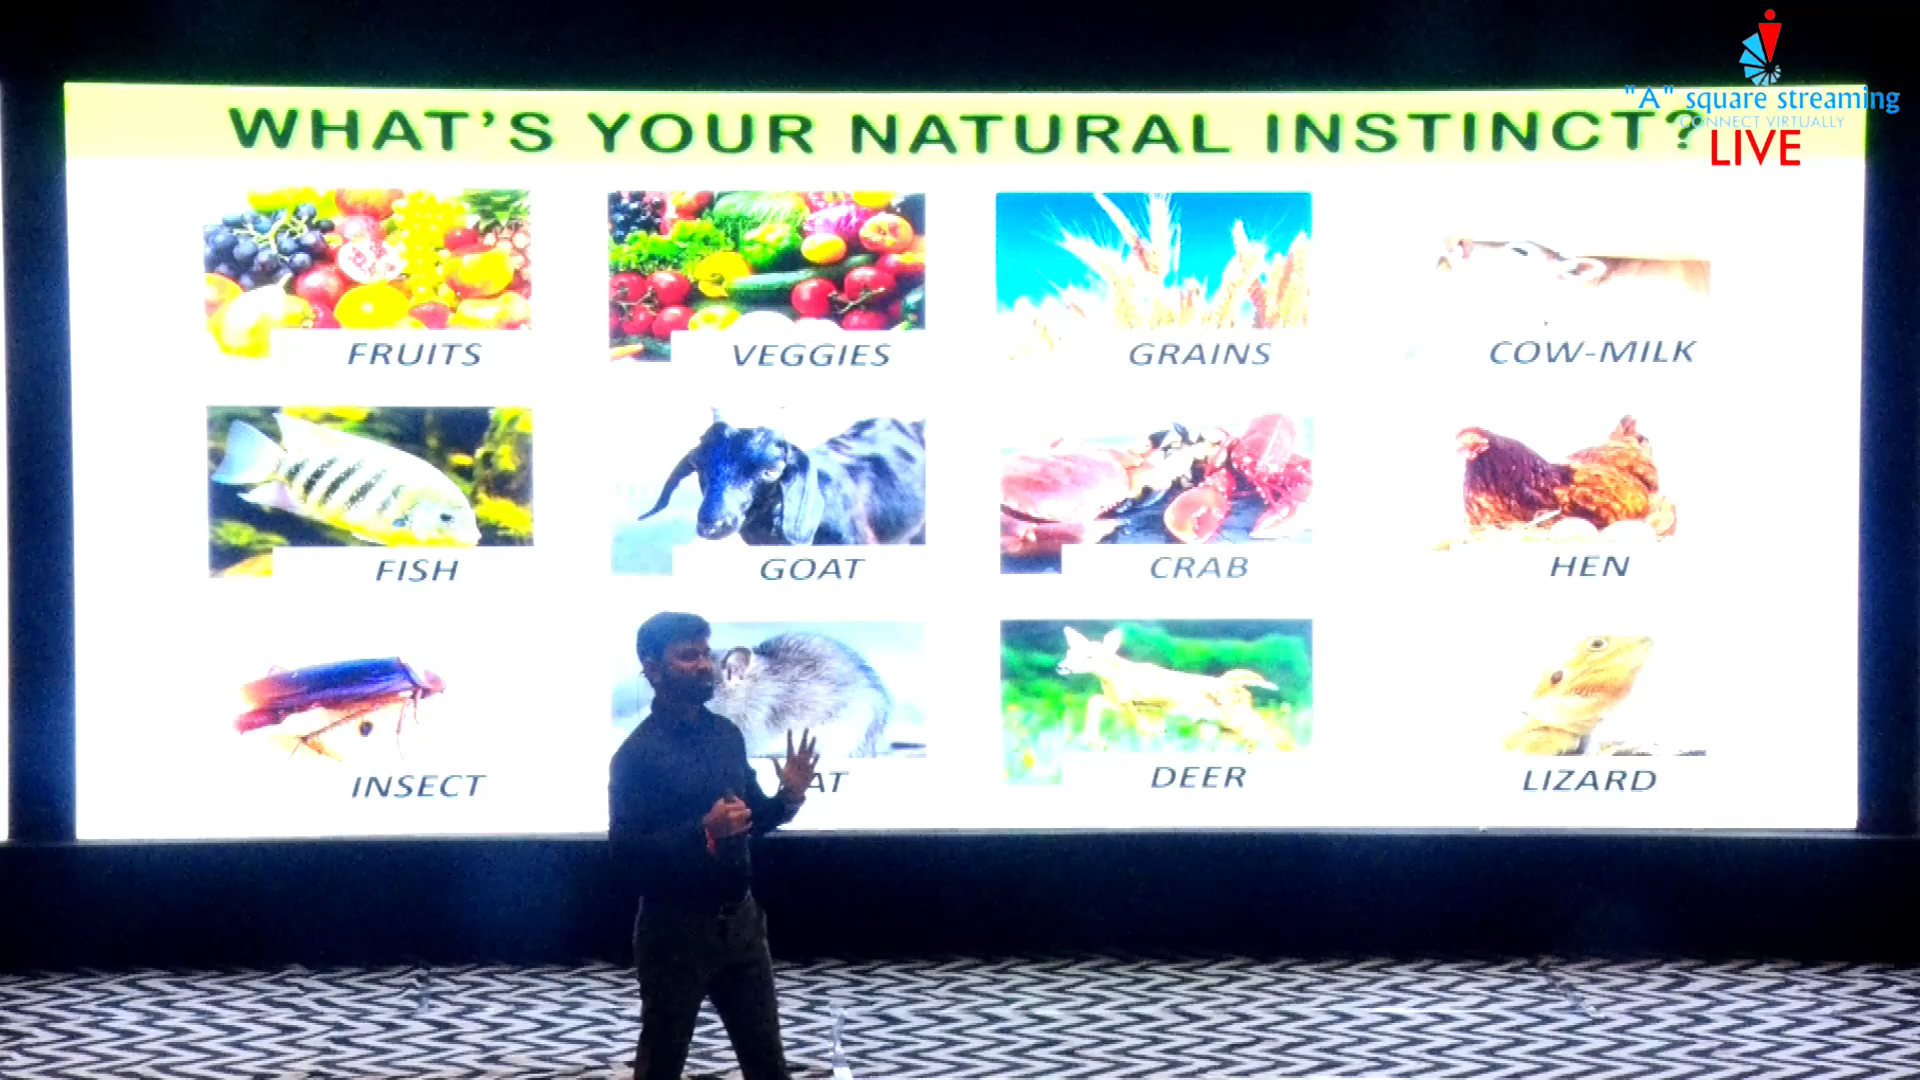 WHAT'S YOUR NATURAL INSTINCT?
"A" square streaming
CONNECT VIRTUALLY
LIVE
FRUITS
VEGGIES
GRAINS
COW-MILK
FISH
GOAT
CRAB
HEN
INSECT
AT
DEER
LIZARD